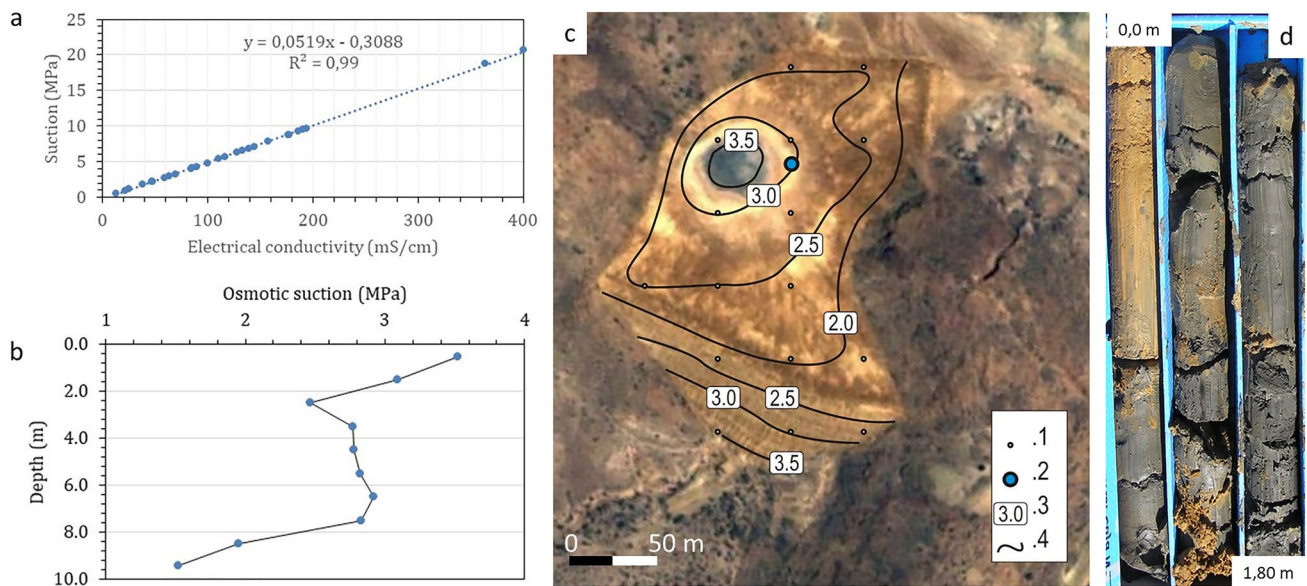 a
25
20
15
10
5
0
Suction (MPa)
y = 0,0519x - 0,3088
R² = 0,99
0 100 200 300 400
Electrical conductivity (mS/cm)
b
Osmotic suction (MPa)
1 2 3 4
0.0
2.0
4.0
6.0
8.0
10.0
Depth (m)
c
3.5
3.0
2.5
2.0
2.5
3.0
3.5
0 50 m
.1
.2
3.0 .3
.4
0,0 m
d
1,80 m